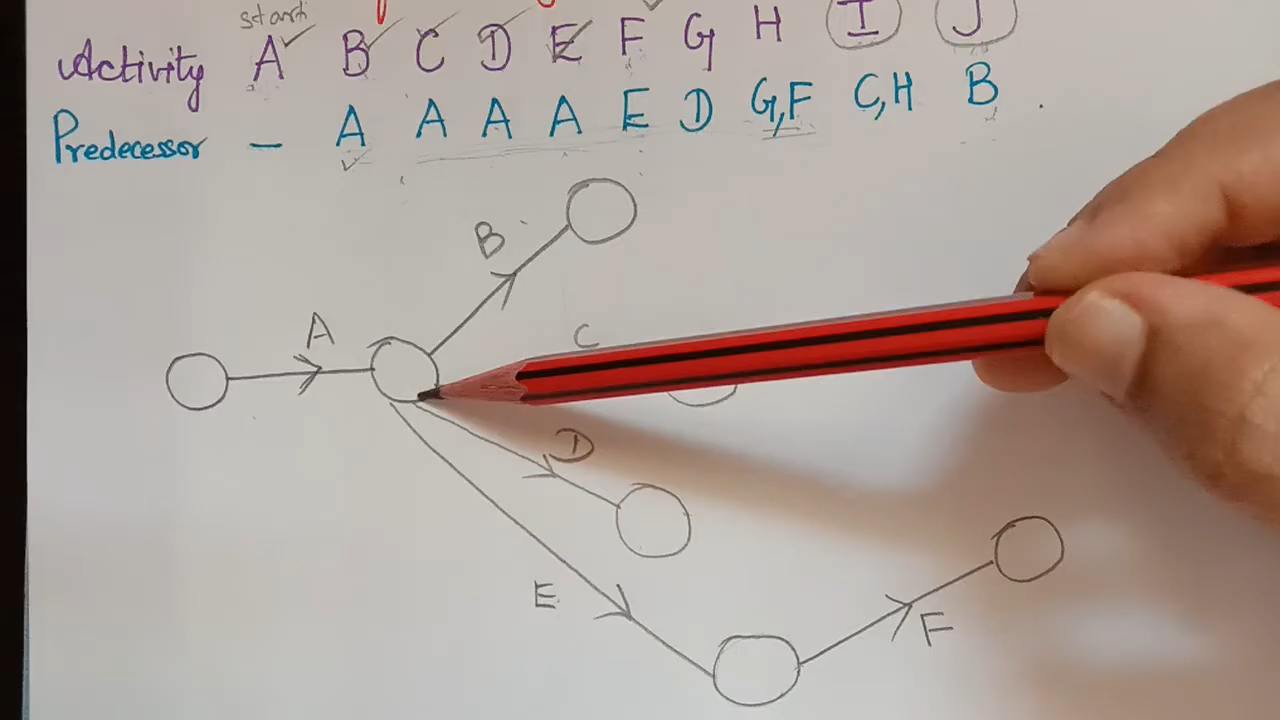 start
Activity A B C D E F G H I J
Predecessor - A A A A E D G,F C,H B
B
A
C
D
E
F